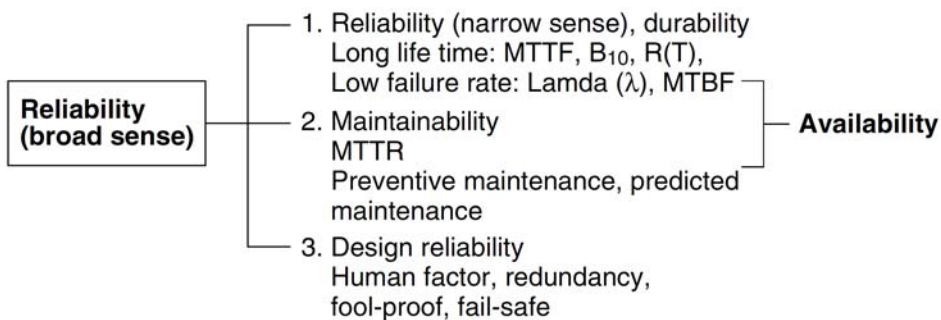 Reliability
(broad sense)
1. Reliability (narrow sense), durability
Long life time: MTTF, B₁₀, R(T),
Low failure rate: Lamda (λ), MTBF
2. Maintainability
MTTR
Preventive maintenance, predicted
maintenance
3. Design reliability
Human factor, redundancy,
fool-proof, fail-safe
Availability